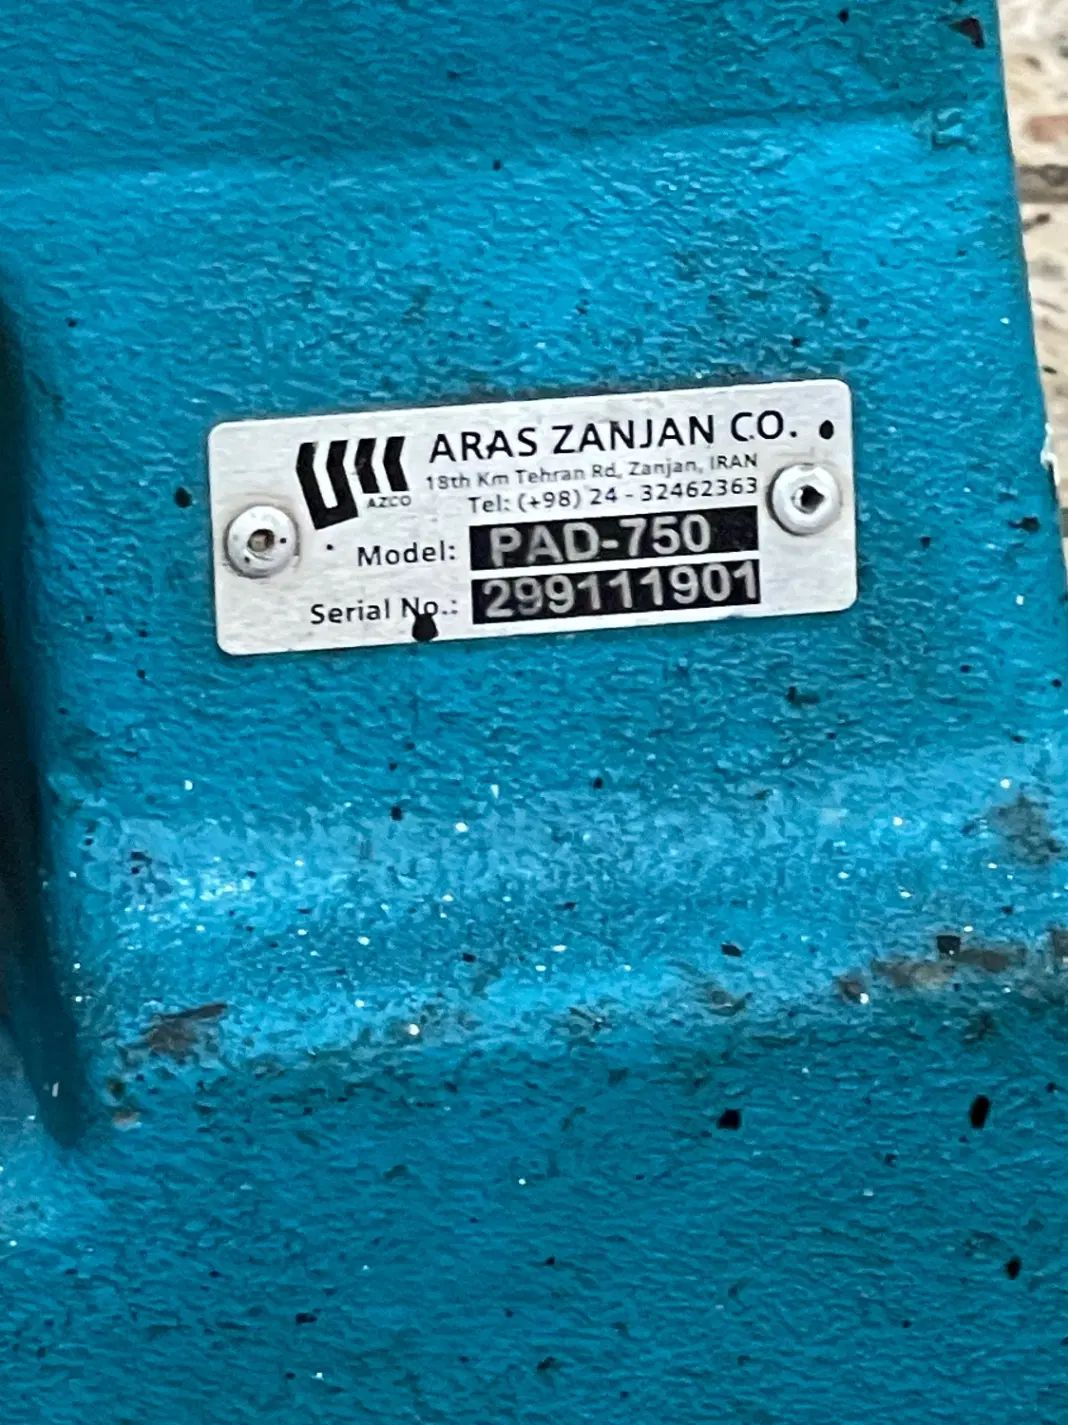 ARAS ZANJAN CO.
18th Km Tehran Rd, Zanjan, IRAN
AZCO
Tel: (+98) 24 - 32462363
Model: PAD-750
Serial No.: 299111901